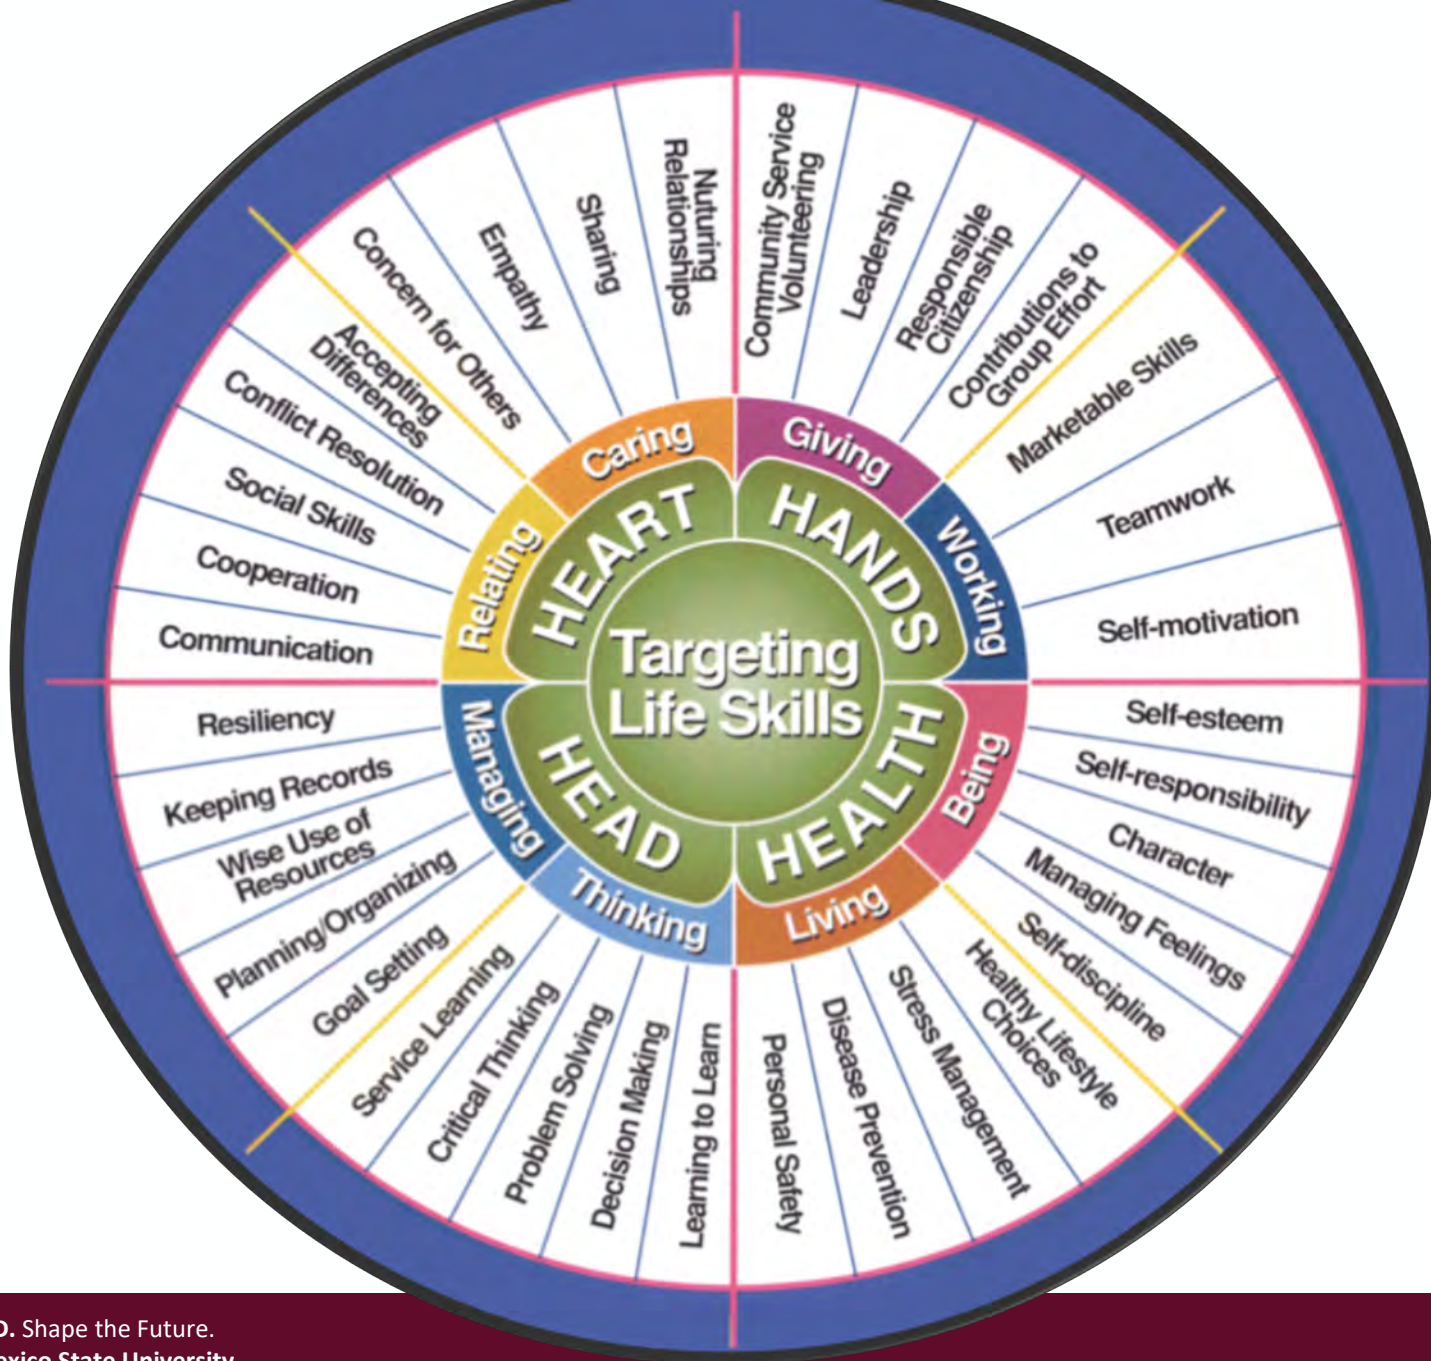 Targeting
Life Skills
HEART
HANDS
HEALTH
HEAD
Caring
Giving
Working
Being
Living
Thinking
Managing
Relating
Community Service
Volunteering
Leadership
Responsible
Citizenship
Contributions to
Group Effort
Marketable Skills
Teamwork
Self-motivation
Self-esteem
Self-responsibility
Character
Managing Feelings
Self-discipline
Healthy Lifestyle
Choices
Stress Management
Disease Prevention
Personal Safety
Learning to Learn
Decision Making
Problem Solving
Critical Thinking
Service Learning
Goal Setting
Planning/Organizing
Wise Use of
Resources
Keeping Records
Resiliency
Communication
Cooperation
Social Skills
Conflict Resolution
Accepting
Differences
Concern for Others
Empathy
Sharing
Nuturing
Relationships
D. Shape the Future.
exico State University